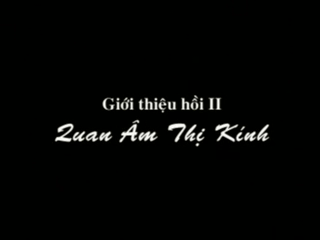 Giới thiệu hồi II
Quan Âm Thị Kính